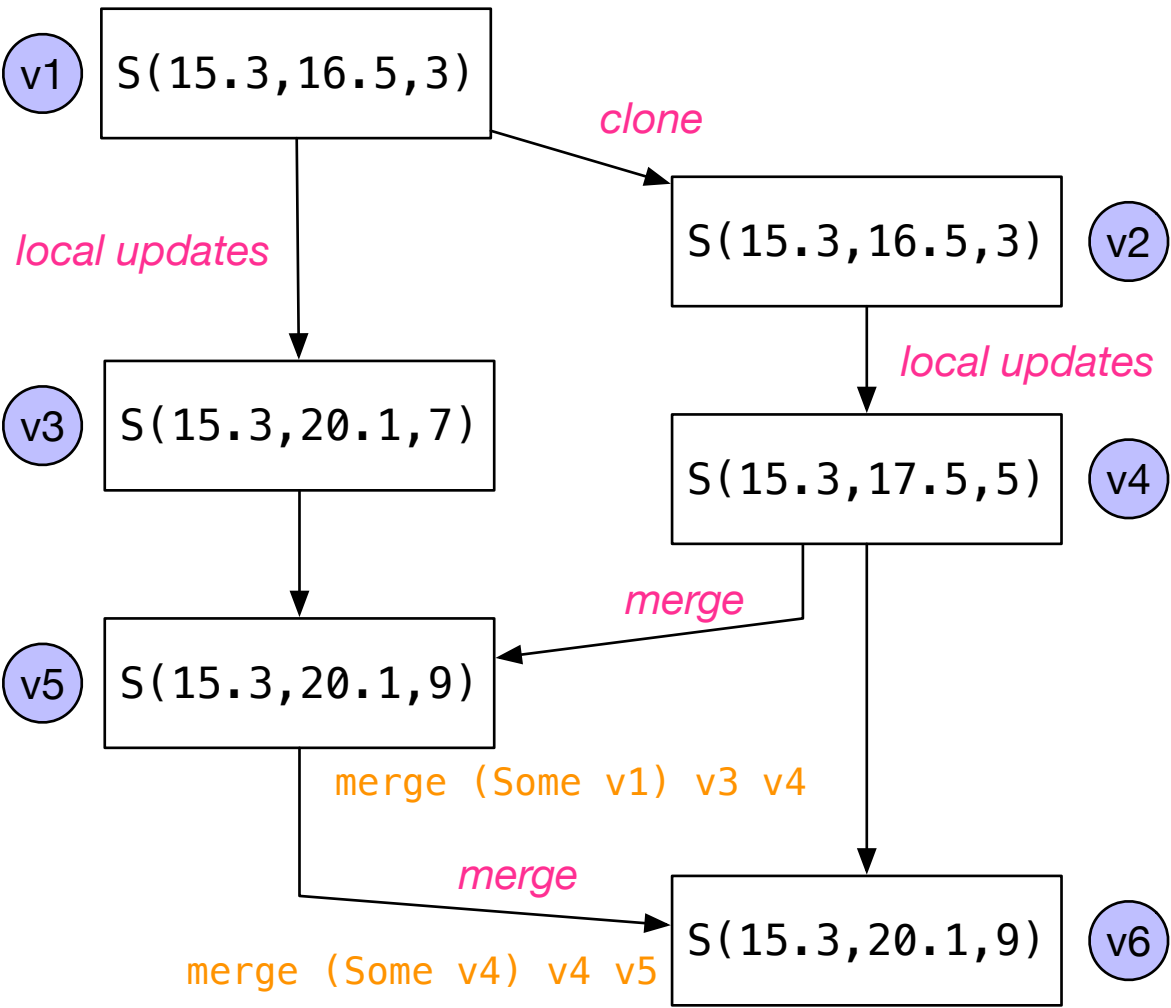 v1
S(15.3,16.5,3)
clone
S(15.3,16.5,3)
v2
local updates
local updates
v3
S(15.3,20.1,7)
S(15.3,17.5,5)
v4
merge
v5
S(15.3,20.1,9)
merge (Some v1) v3 v4
merge
S(15.3,20.1,9)
v6
merge (Some v4) v4 v5